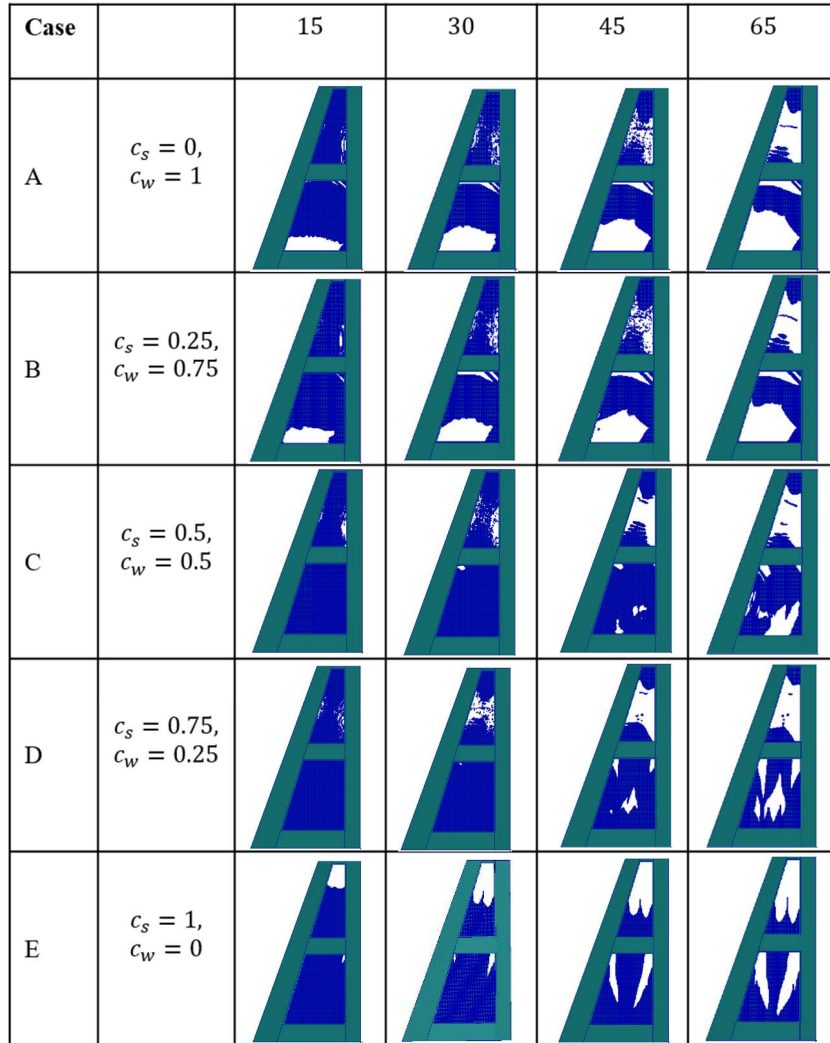 Case 15 30 45 65
A
c_s = 0,
c_w = 1
B
c_s = 0.25,
c_w = 0.75
C
c_s = 0.5,
c_w = 0.5
D
c_s = 0.75,
c_w = 0.25
E
c_s = 1,
c_w = 0